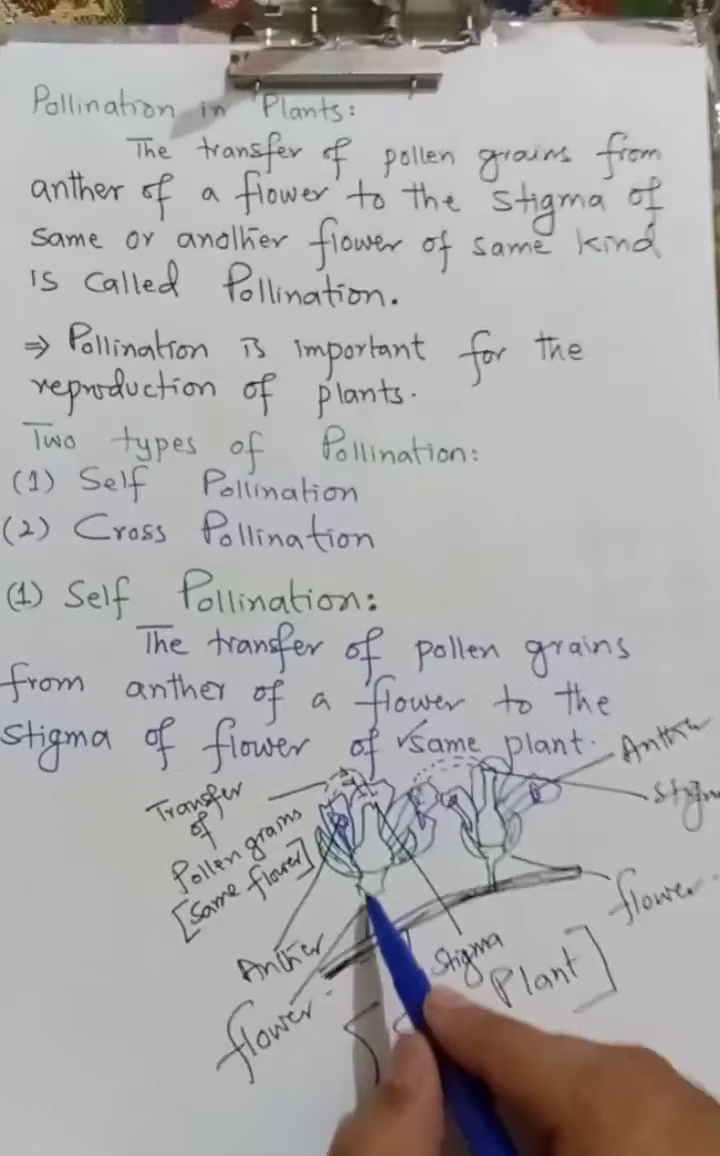 Pollination in Plants:
The transfer of pollen grains from
anther of a flower to the stigma of
same or another flower of same kind
is called Pollination.
⇒ Pollination is important for the
reproduction of plants.
Two types of Pollination:
(1) Self Pollination
(2) Cross Pollination
(1) Self Pollination:
The transfer of pollen grains
from anther of a flower to the
stigma of flower of same plant.
Transfer
of
Pollen grains
[same flower]
Anther
flower.
Stigma
Plant]
Anther
flower.